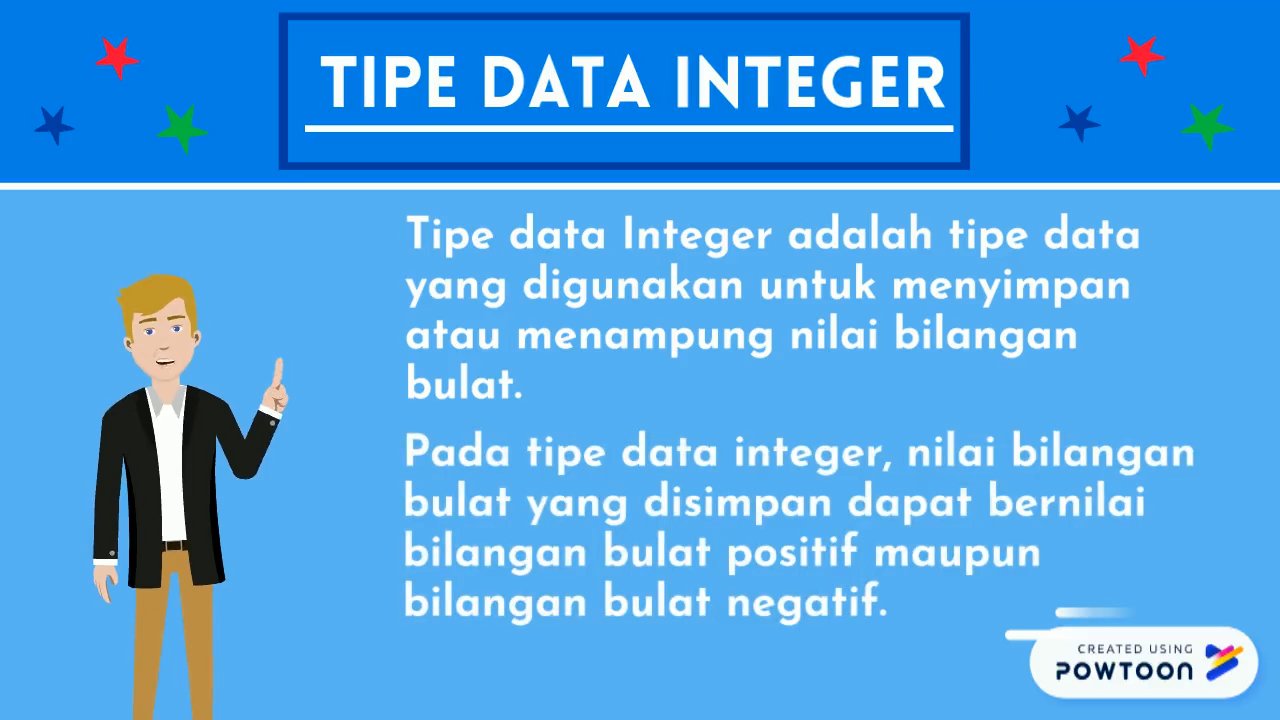 TIPE DATA INTEGER
Tipe data Integer adalah tipe data
yang digunakan untuk menyimpan
atau menampung nilai bilangan
bulat.
Pada tipe data integer, nilai bilangan
bulat yang disimpan dapat bernilai
bilangan bulat positif maupun
bilangan bulat negatif.
CREATED USING
POWTOON